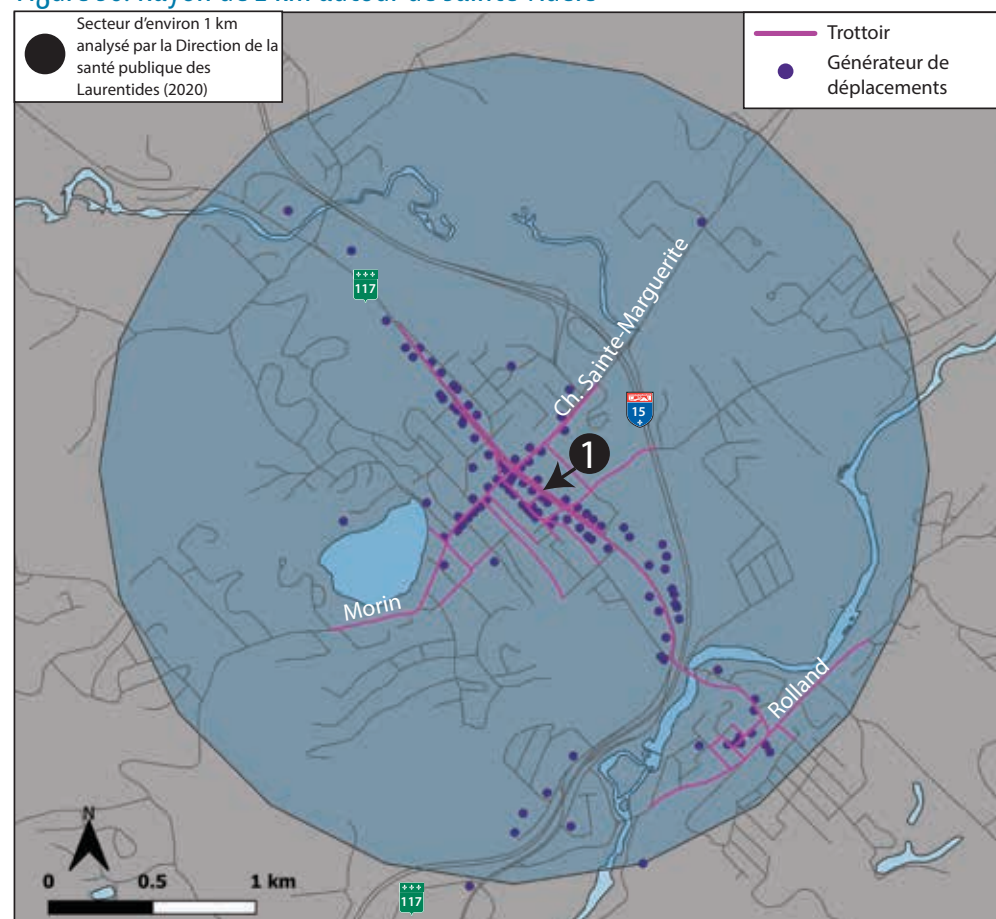 Secteur d'environ 1 km
analysé par la Direction de la
santé publique des
Laurentides (2020)
Trottoir
Générateur de
déplacements
Ch. Sainte-Marguerite
117
15
1
Morin
Rolland
N
0 0.5 1 km
117